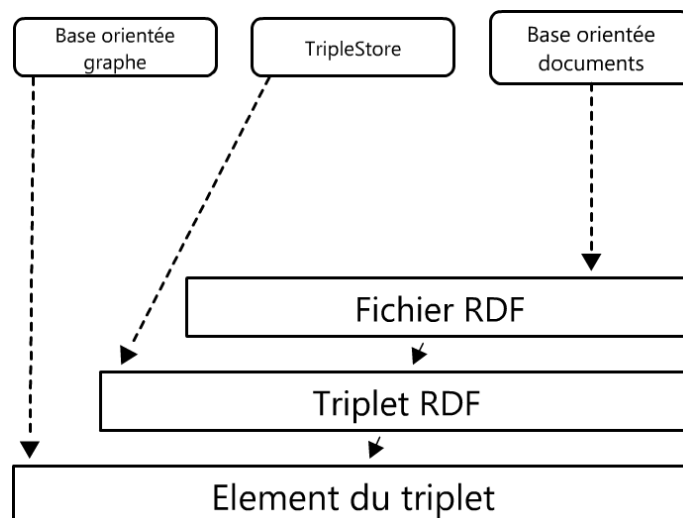 Base orientée
graphe
TripleStore
Base orientée
documents
Fichier RDF
Triplet RDF
Element du triplet